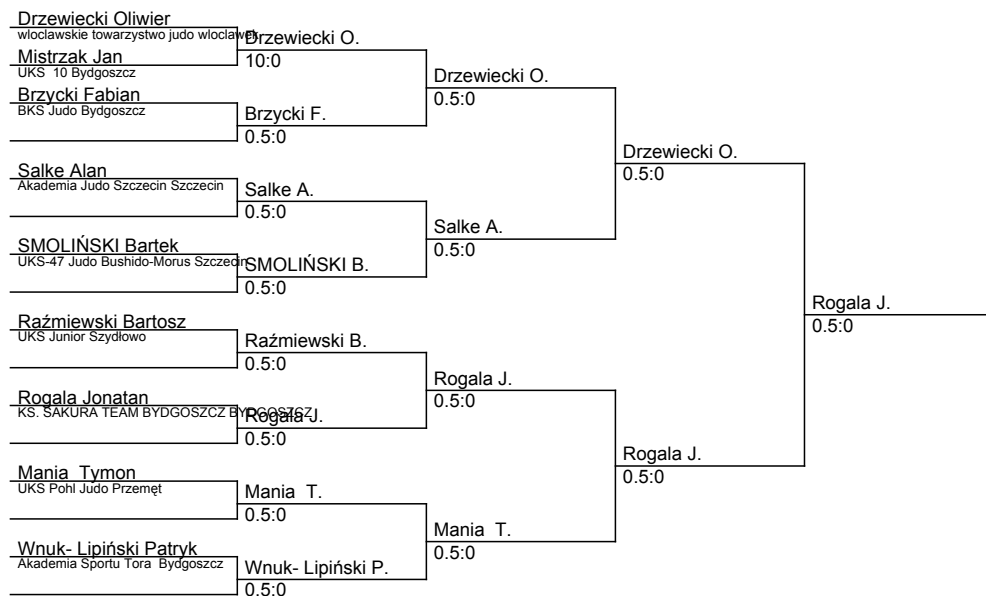 Drzewiecki Oliwier
wloclawskie towarzystwo judo wloclawek
Mistrzak Jan
UKS 10 Bydgoszcz
Brzycki Fabian
BKS Judo Bydgoszcz
Salke Alan
Akademia Judo Szczecin Szczecin
SMOLIŃSKI Bartek
UKS-47 Judo Bushido-Morus Szczecin
Raźmiewski Bartosz
UKS Junior Szydłowo
Rogala Jonatan
KS. SAKURA TEAM BYDGOSZCZ BYDGOSZCZ
Mania Tymon
UKS Pohl Judo Przemęt
Wnuk- Lipiński Patryk
Akademia Sportu Tora Bydgoszcz
Drzewiecki O.
10:0
Brzycki F.
0.5:0
Salke A.
0.5:0
SMOLIŃSKI B.
0.5:0
Raźmiewski B.
0.5:0
Rogala J.
0.5:0
Mania T.
0.5:0
Wnuk- Lipiński P.
0.5:0
Drzewiecki O.
0.5:0
Salke A.
0.5:0
Rogala J.
0.5:0
Mania T.
0.5:0
Drzewiecki O.
0.5:0
Rogala J.
0.5:0
Rogala J.
0.5:0